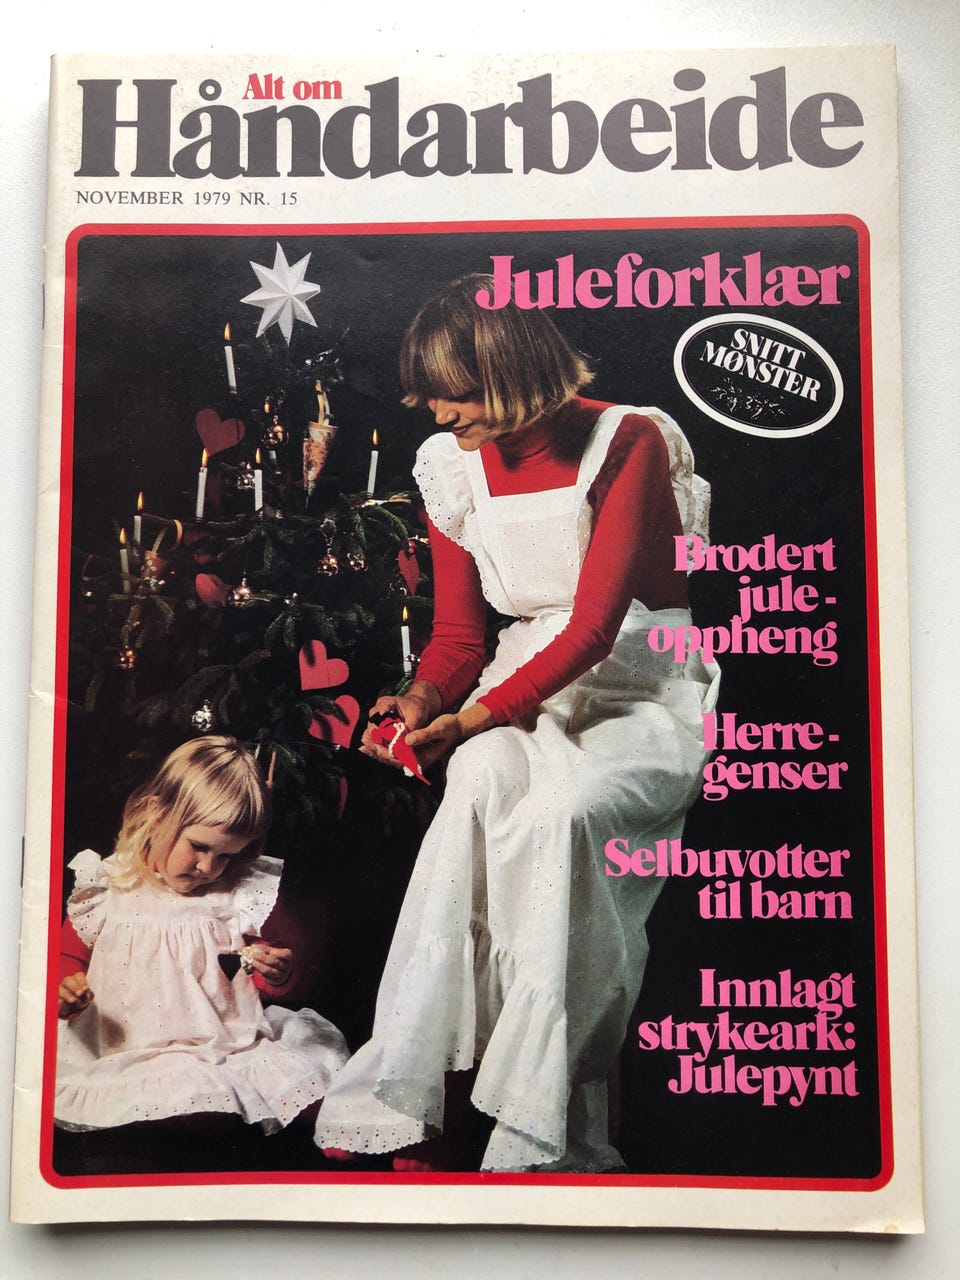 Alt om
Håndarbeide
NOVEMBER 1979 NR. 15
Juleforklær
SNITT
MØNSTER
Brodert
jule-
oppheng
Herre-
genser
Selbuvotter
til barn
Innlagt
strykeark:
Julepynt